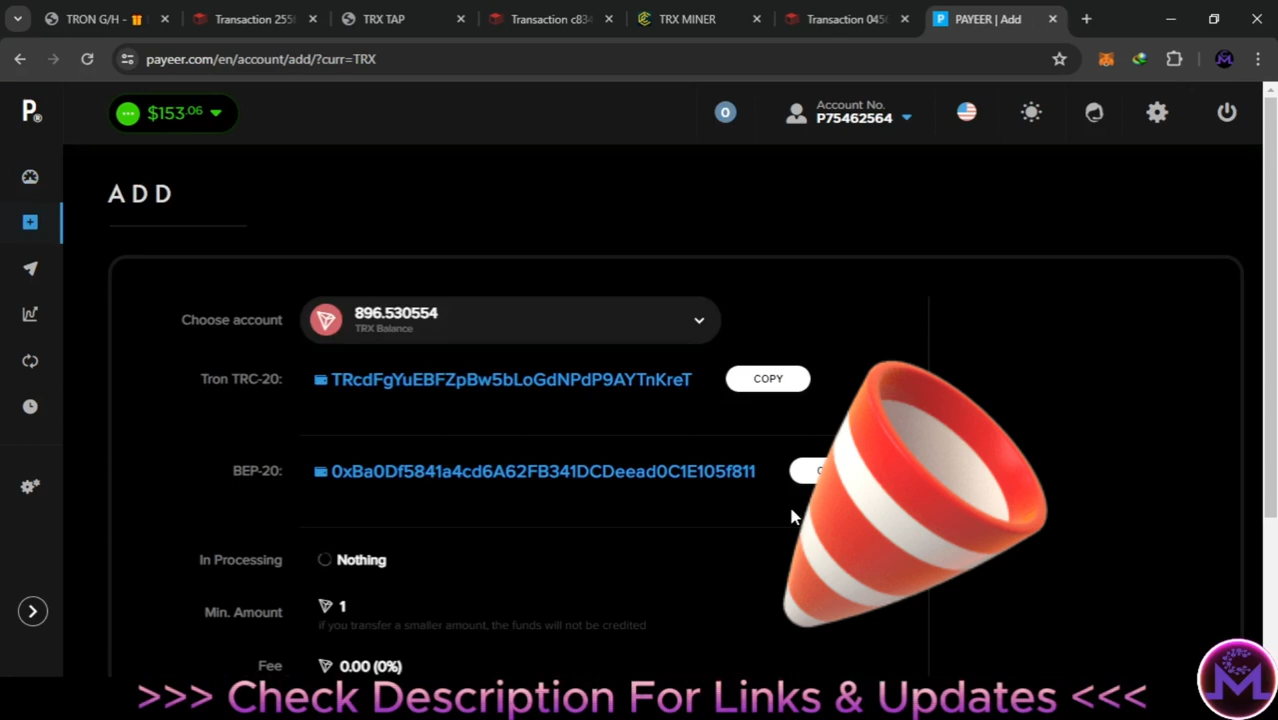 TRON G/H -
Transaction 255
TRX TAP
Transaction c834
TRX MINER
Transaction 045
PAYEER | Add
payeer.com/en/account/add/?curr=TRX
P
$153.06
0
Account No.
P75462564
ADD
Choose account
896.530554
TRX Balance
Tron TRC-20:
TRcdFgYuEBFZpBw5bLoGdNPdP9AYTnKreT
COPY
BEP-20:
0xBa0Df5841a4cd6A62FB341DCDeead0C1E105f811
In Processing
Nothing
Min. Amount
1
if you transfer a smaller amount, the funds will not be credited
Fee
0.00 (0%)
>>> Check Description For Links & Updates <<<